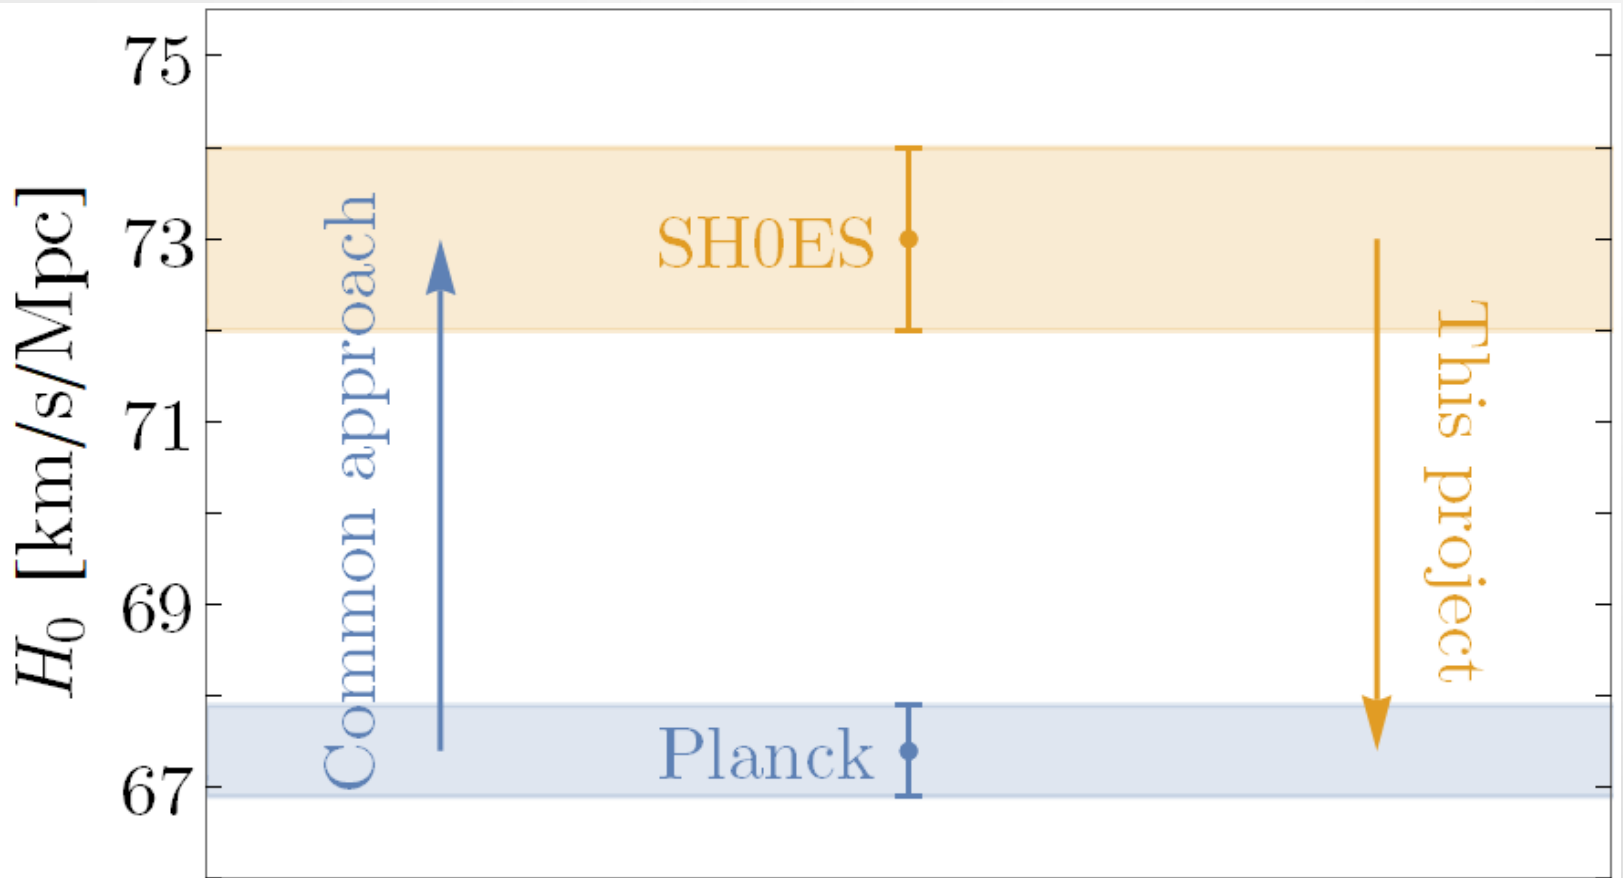 H₀ [km/s/Mpc]
75
73
71
69
67
Common approach
SH0ES
Planck
This project